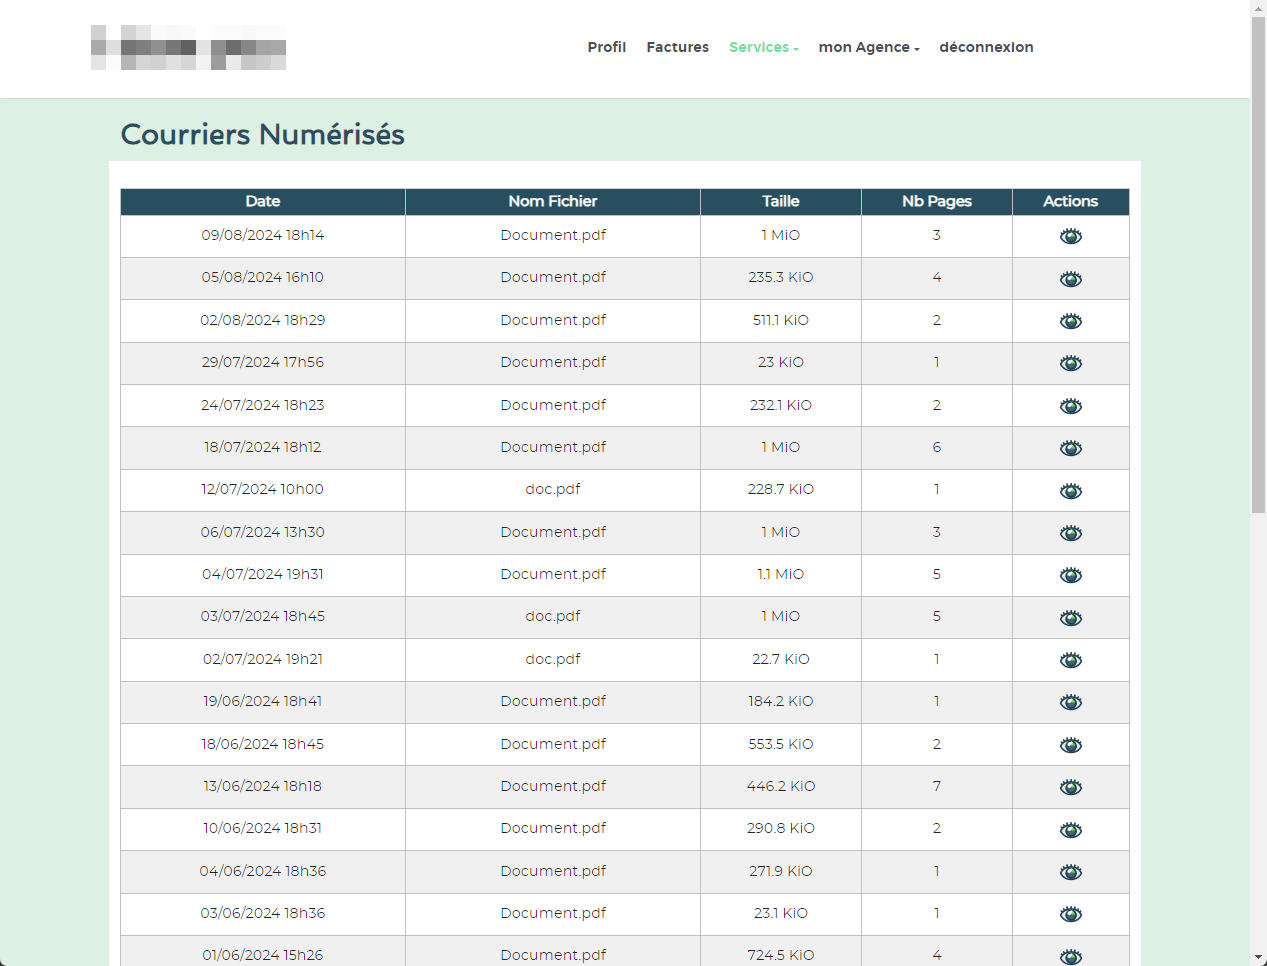 Profil Factures Services mon Agence déconnexion
Courriers Numérisés
Date Nom Fichier Taille Nb Pages Actions
09/08/2024 18h14 Document.pdf 1 MiO 3
05/08/2024 16h10 Document.pdf 235.3 KiO 4
02/08/2024 18h29 Document.pdf 511.1 KiO 2
29/07/2024 17h56 Document.pdf 23 KiO 1
24/07/2024 18h23 Document.pdf 232.1 KiO 2
18/07/2024 18h12 Document.pdf 1 MiO 6
12/07/2024 10h00 doc.pdf 228.7 KiO 1
06/07/2024 13h30 Document.pdf 1 MiO 3
04/07/2024 19h31 Document.pdf 1.1 MiO 5
03/07/2024 18h45 doc.pdf 1 MiO 5
02/07/2024 19h21 doc.pdf 22.7 KiO 1
19/06/2024 18h41 Document.pdf 184.2 KiO 1
18/06/2024 18h45 Document.pdf 553.5 KiO 2
13/06/2024 18h18 Document.pdf 446.2 KiO 7
10/06/2024 18h31 Document.pdf 290.8 KiO 2
04/06/2024 18h36 Document.pdf 271.9 KiO 1
03/06/2024 18h36 Document.pdf 23.1 KiO 1
01/06/2024 15h26 Document.pdf 724.5 KiO 4